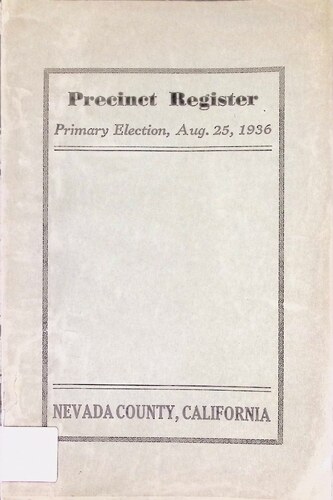 Precinct Register
Primary Election, Aug. 25, 1936
NEVADA COUNTY, CALIFORNIA